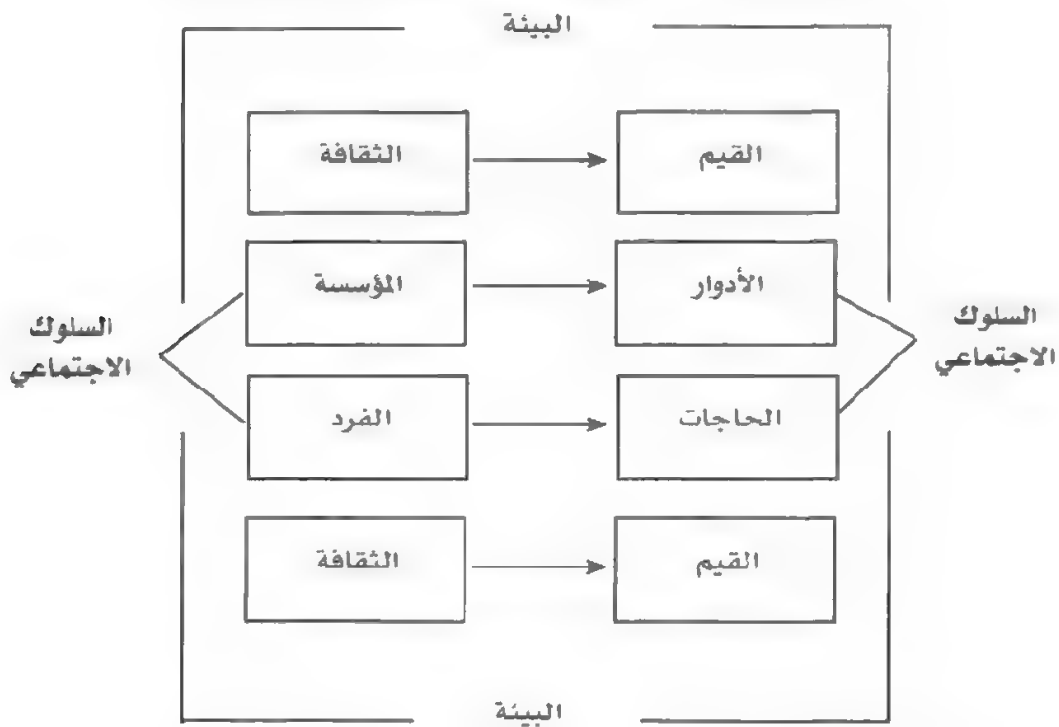 البيئة
الثقافة
القيم
المؤسسة
الأدوار
السلوك
الاجتماعي
السلوك
الاجتماعي
الفرد
الحاجات
الثقافة
القيم
البيئة